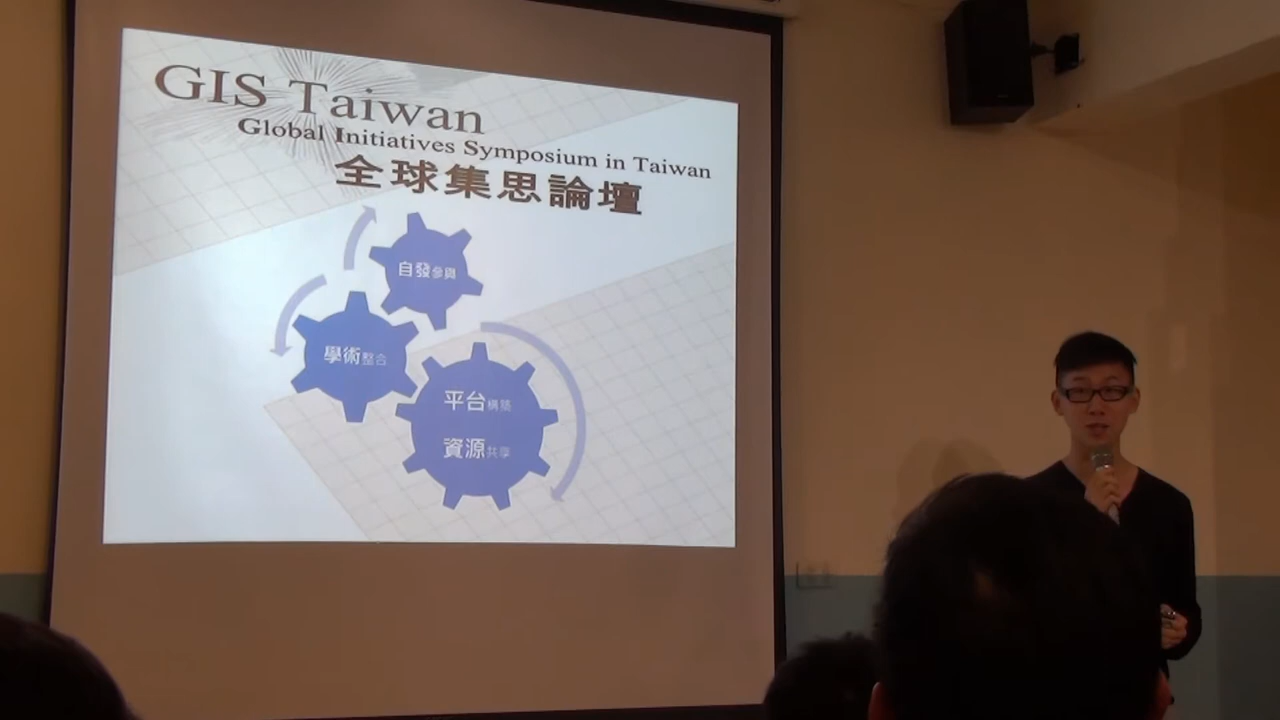 GIS Taiwan
Global Initiatives Symposium in Taiwan
全球集思論壇
自發參與
學術整合
平台構築
資源共享